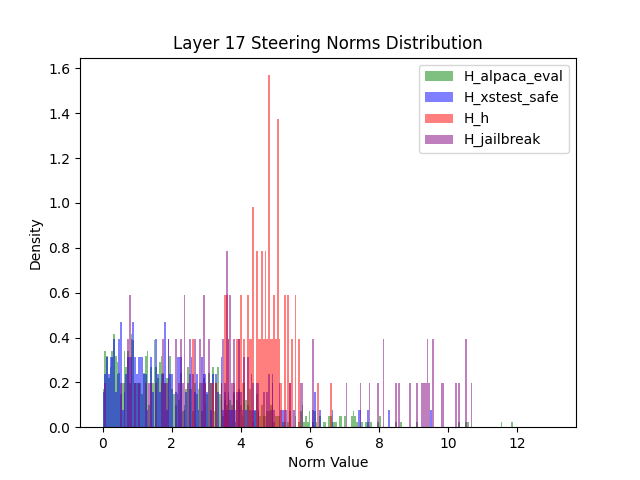 Layer 17 Steering Norms Distribution
H_alpaca_eval
H_xstest_safe
H_h
H_jailbreak
Density
1.6
1.4
1.2
1.0
0.8
0.6
0.4
0.2
0.0
0 2 4 6 8 10 12
Norm Value